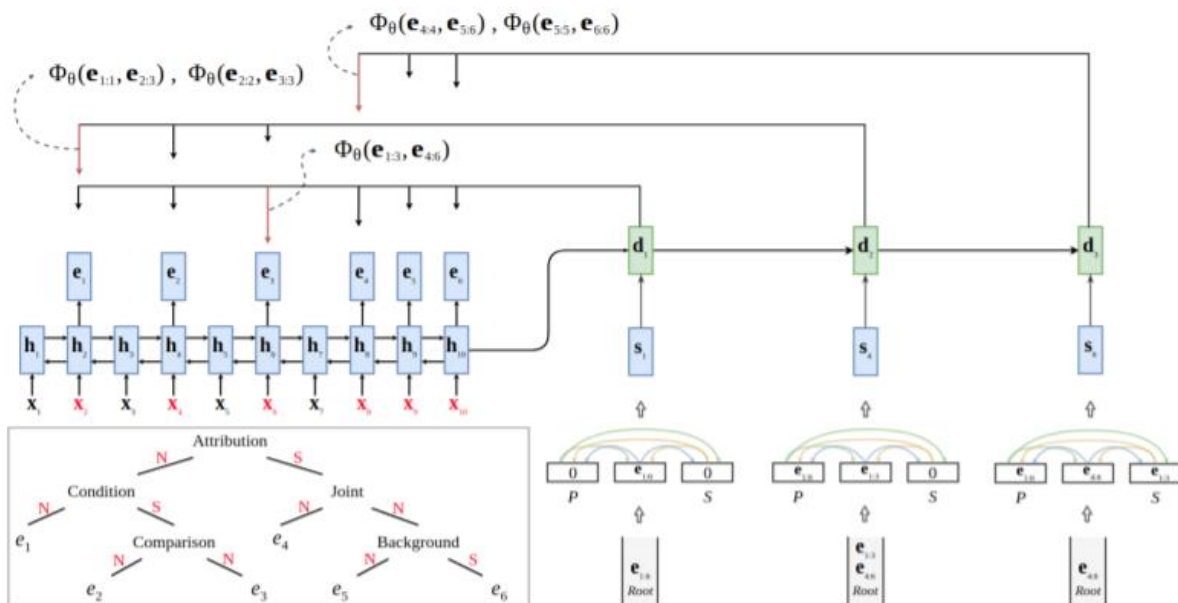 Φθ(e4:4, e5:6) , Φθ(e5:5, e6:6)
Φθ(e1:1, e2:3) , Φθ(e2:2, e3:3)
Φθ(e1:3, e4:6)
d1 d2 d3
e1 e2 e3 e4 e5 e6
h1 h2 h3 h4 h5 h6 h7 h8 h9 h10
s1 s4 s6
x1 x2 x3 x4 x5 x6 x7 x8 x9 x10
Attribution
N S
Condition Joint
N S N N
e1 Comparison e4 Background
N N N S
e2 e3 e5 e6
0 e1:6 0
P S
e1:6
Root
e1:6 e1:3 0
P S
e1:3
e4:6
Root
e1:6 e4:6 e1:3
P S
e4:6
Root